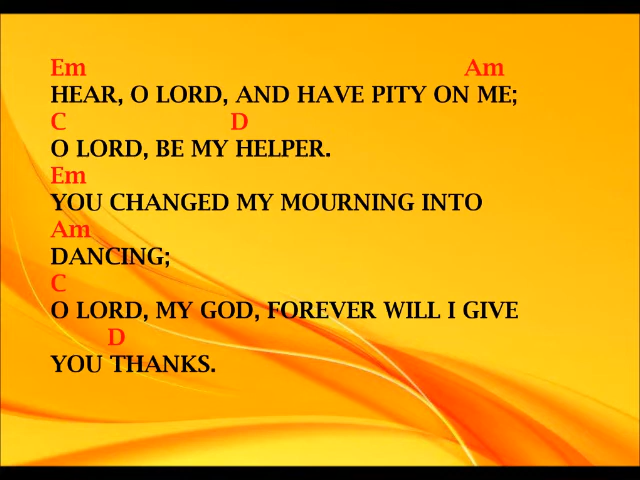 Em Am
HEAR, O LORD, AND HAVE PITY ON ME;
C D
O LORD, BE MY HELPER.
Em
YOU CHANGED MY MOURNING INTO
Am
DANCING;
C
O LORD, MY GOD, FOREVER WILL I GIVE
D
YOU THANKS.